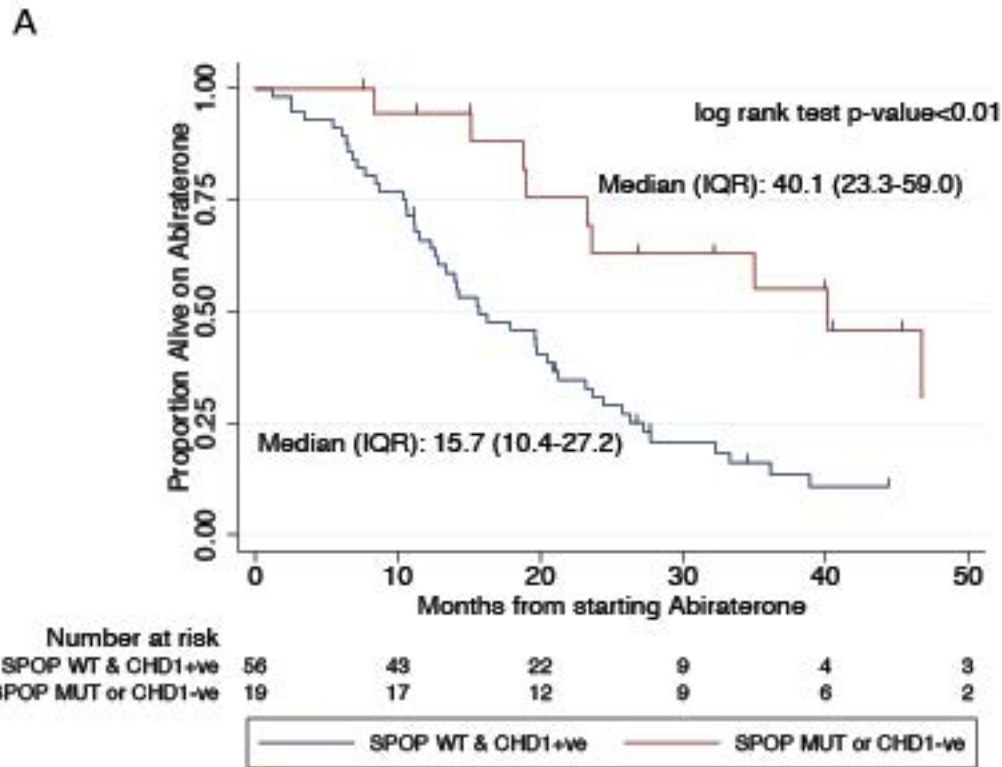 A
log rank test p-value<0.01
Median (IQR): 40.1 (23.3-59.0)
Median (IQR): 15.7 (10.4-27.2)
Proportion Alive on Abiraterone
1.00
0.75
0.50
0.25
0.00
0 10 20 30 40 50
Months from starting Abiraterone
Number at risk
SPOP WT & CHD1+ve 56 43 22 9 4 3
SPOP MUT or CHD1-ve 19 17 12 9 6 2
SPOP WT & CHD1+ve SPOP MUT or CHD1-ve